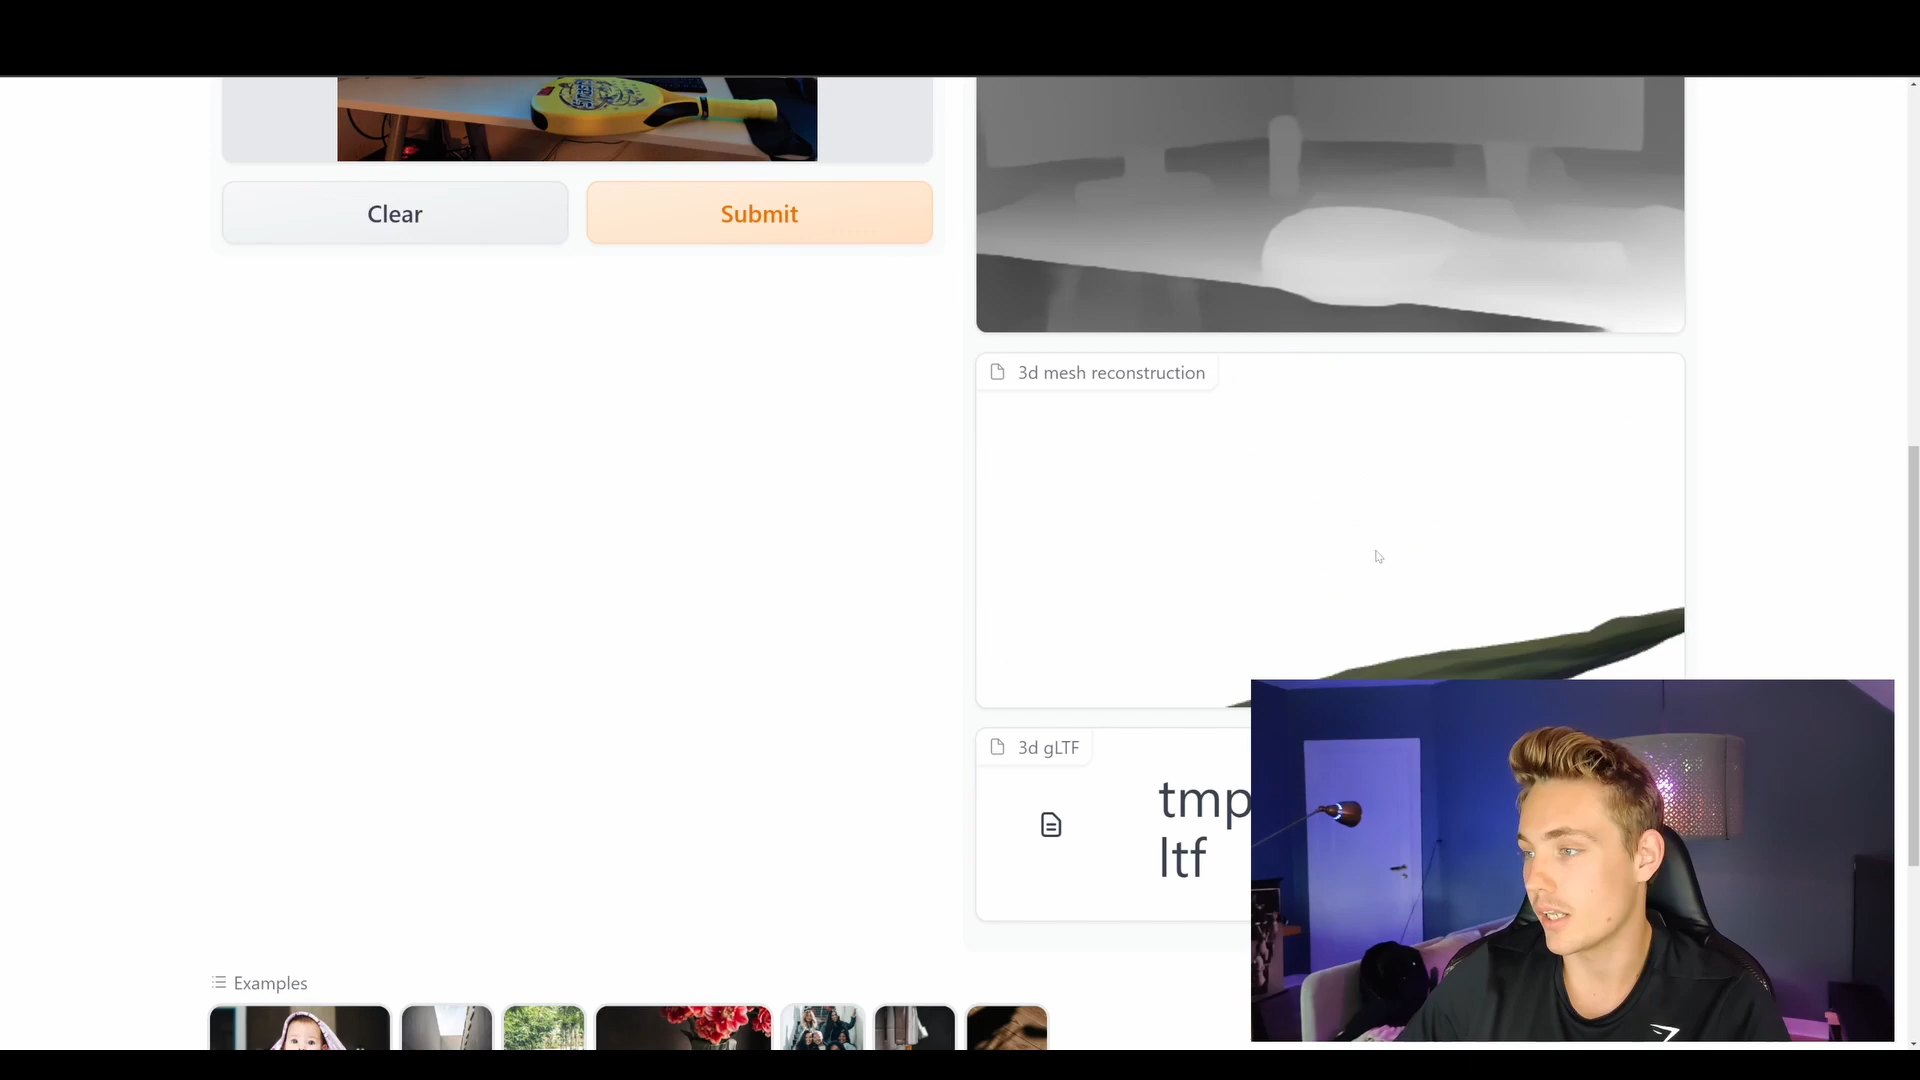 Clear
Submit
3d mesh reconstruction
3d gLTF
tmp
ltf
Examples